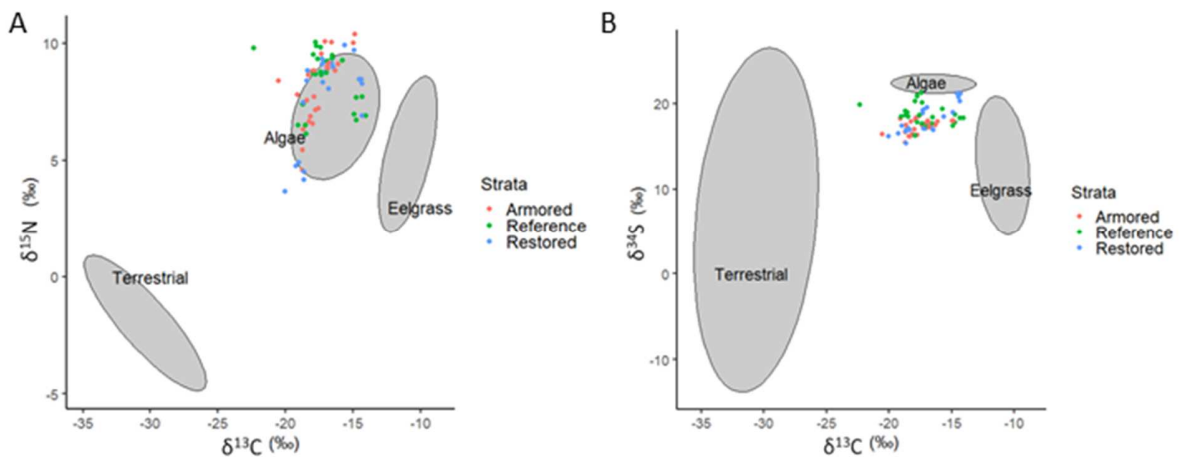 A
10
5
0
-5
δ15N (‰)
Algae
Eelgrass
Terrestrial
-35 -30 -25 -20 -15 -10
δ13C (‰)
Strata
Armored
Reference
Restored
B
20
10
0
-10
δ34S (‰)
Algae
Eelgrass
Terrestrial
-35 -30 -25 -20 -15 -10
δ13C (‰)
Strata
Armored
Reference
Restored